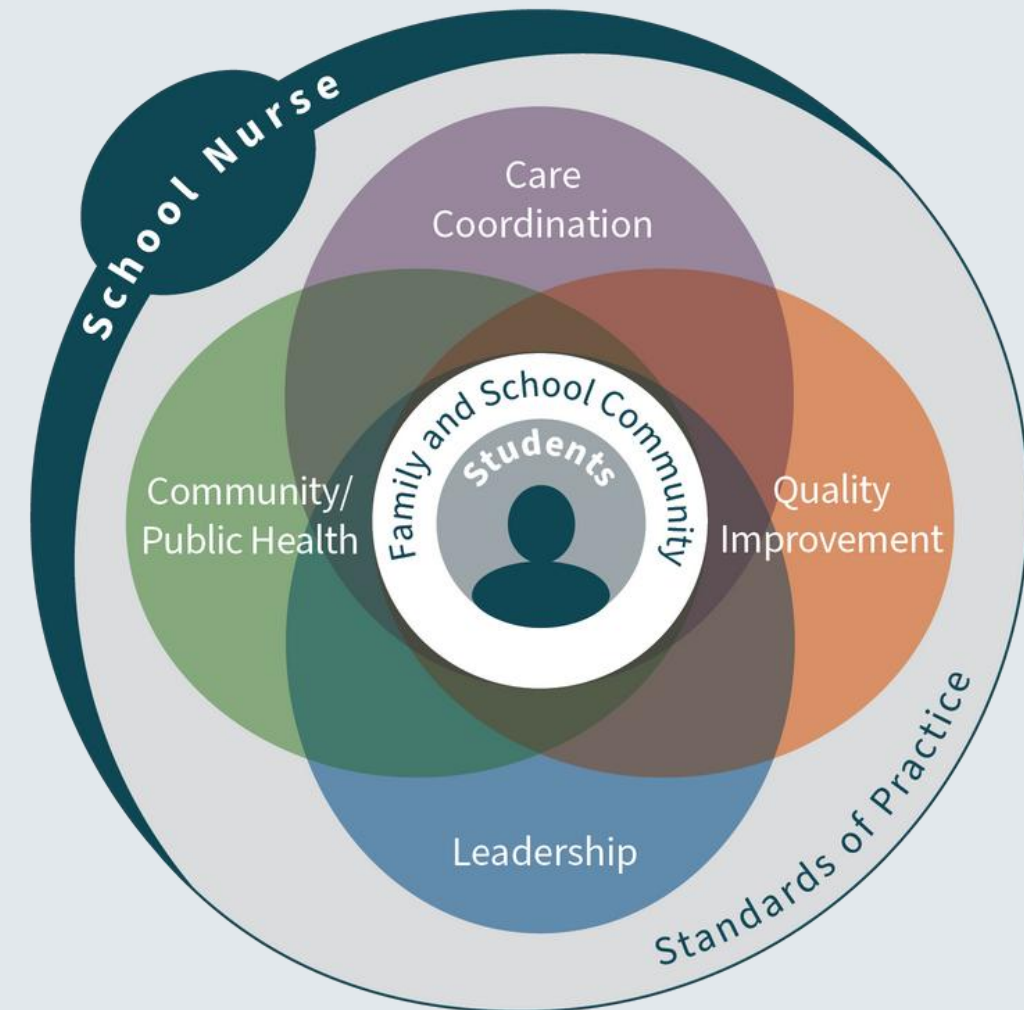 School Nurse
Care
Coordination
Family and School Community
Students
Community/
Public Health
Quality
Improvement
Leadership
Standards of Practice